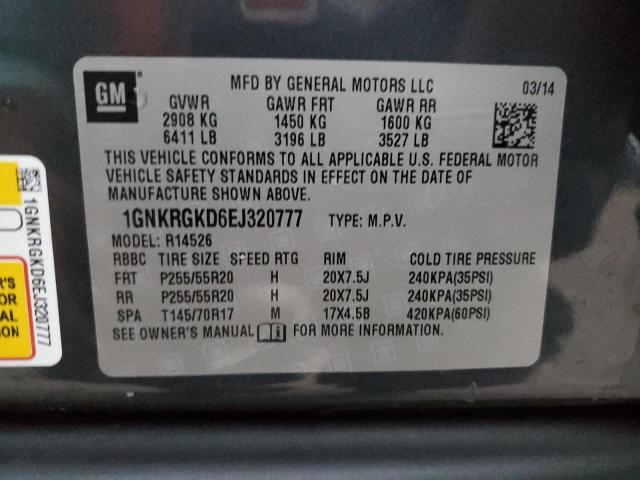 GM
MFD BY GENERAL MOTORS LLC 03/14
GVWR GAWR FRT GAWR RR
2908 KG 1450 KG 1600 KG
6411 LB 3196 LB 3527 LB
THIS VEHICLE CONFORMS TO ALL APPLICABLE U.S. FEDERAL MOTOR
VEHICLE SAFETY STANDARDS IN EFFECT ON THE DATE OF
MANUFACTURE SHOWN ABOVE.
1GNKRGKD6EJ320777 TYPE: M.P.V.
MODEL: R14526
RBBC TIRE SIZE SPEED RTG RIM COLD TIRE PRESSURE
FRT P255/55R20 H 20X7.5J 240KPA(35PSI)
RR P255/55R20 H 20X7.5J 240KPA(35PSI)
SPA T145/70R17 M 17X4.5B 420KPA(60PSI)
SEE OWNER'S MANUAL FOR MORE INFORMATION.
1GNKRGKD6EJ320777